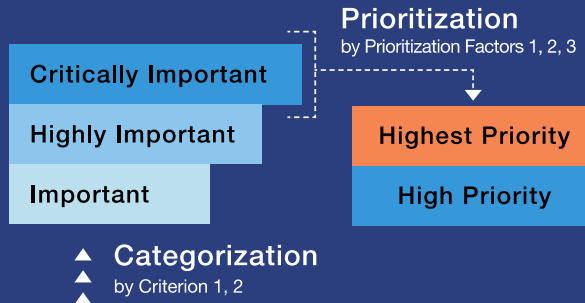 Prioritization
by Prioritization Factors 1, 2, 3
Critically Important
Highly Important
Important
Highest Priority
High Priority
Categorization
by Criterion 1, 2